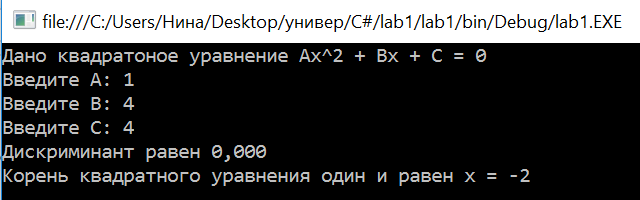 file:///C:/Users/Нина/Desktop/универ/C#/lab1/lab1/bin/Debug/lab1.EXE
Дано квадратоное уравнение Ax^2 + Bx + C = 0
Введите A: 1
Введите B: 4
Введите C: 4
Дискриминант равен 0,000
Корень квадратного уравнения один и равен x = -2